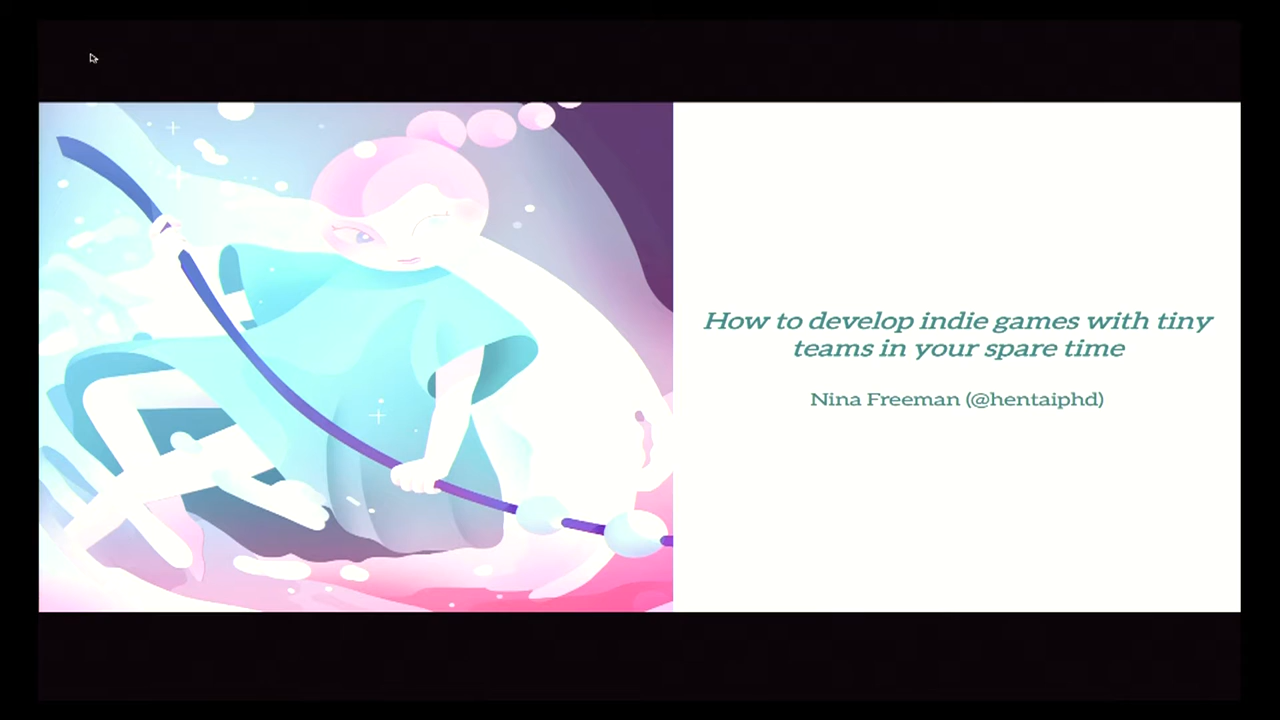 How to develop indie games with tiny
teams in your spare time
Nina Freeman (@hentaiphd)